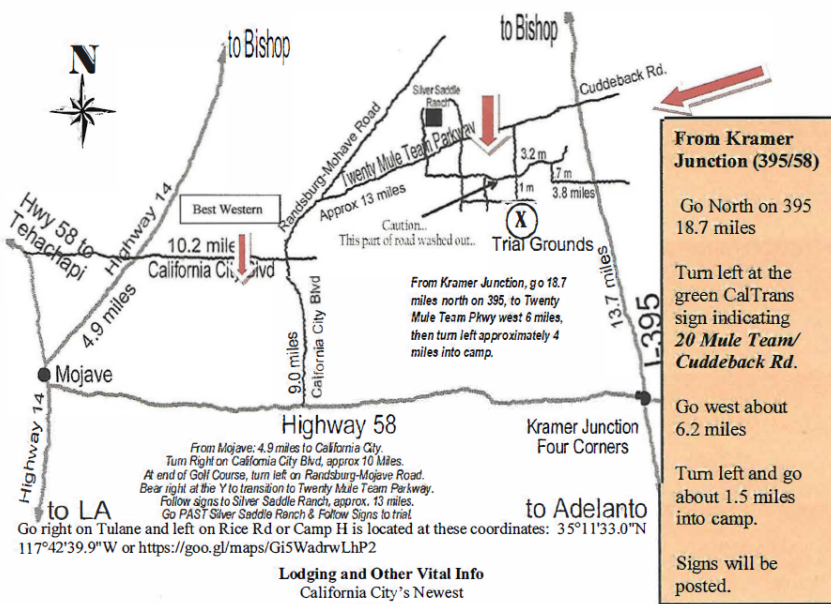 to Bishop
to Bishop
N
Cuddeback Rd.
Silver Saddle
Ranch
Twenty Mule Team Parkway
Randsburg-Mohave Road
Approx 13 miles
3.2 m
.7 m
1 m
3.8 miles
Highway 14
Hwy 58 to
Tehachapi
Best Western
10.2 miles
California City Blvd
Caution...
This part of road washed out..
X
Trial Grounds
4.9 miles
13.7 miles
I-395
From Kramer Junction, go 18.7
miles north on 395, to Twenty
Mule Team Pkwy west 6 miles,
then turn left approximately 4
miles into camp.
9.0 miles
Calfornia City Blvd
Mojave
Highway 14
Highway 58
Kramer Junction
Four Corners
From Mojave: 4.9 miles to California City.
Turn Right on California City Blvd, approx 10 Miles.
At end of Golf Course, turn left on Randsburg-Mojave Road.
Bear right at the Y to transition to Twenty Mule Team Parkway.
Follow signs to Silver Saddle Ranch, approx. 13 miles.
Go PAST Silver Saddle Ranch & Follow Signs to trial.
to LA
to Adelanto
From Kramer
Junction (395/58)
Go North on 395
18.7 miles
Turn left at the
green CalTrans
sign indicating
20 Mule Team/
Cuddeback Rd.
Go west about
6.2 miles
Turn left and go
about 1.5 miles
into camp.
Signs will be
posted.
Go right on Tulane and left on Rice Rd or Camp H is located at these coordinates: 35°11'33.0"N
117°42'39.9"W or https://goo.gl/maps/Gi5WadrwLhP2
Lodging and Other Vital Info
California City's Newest